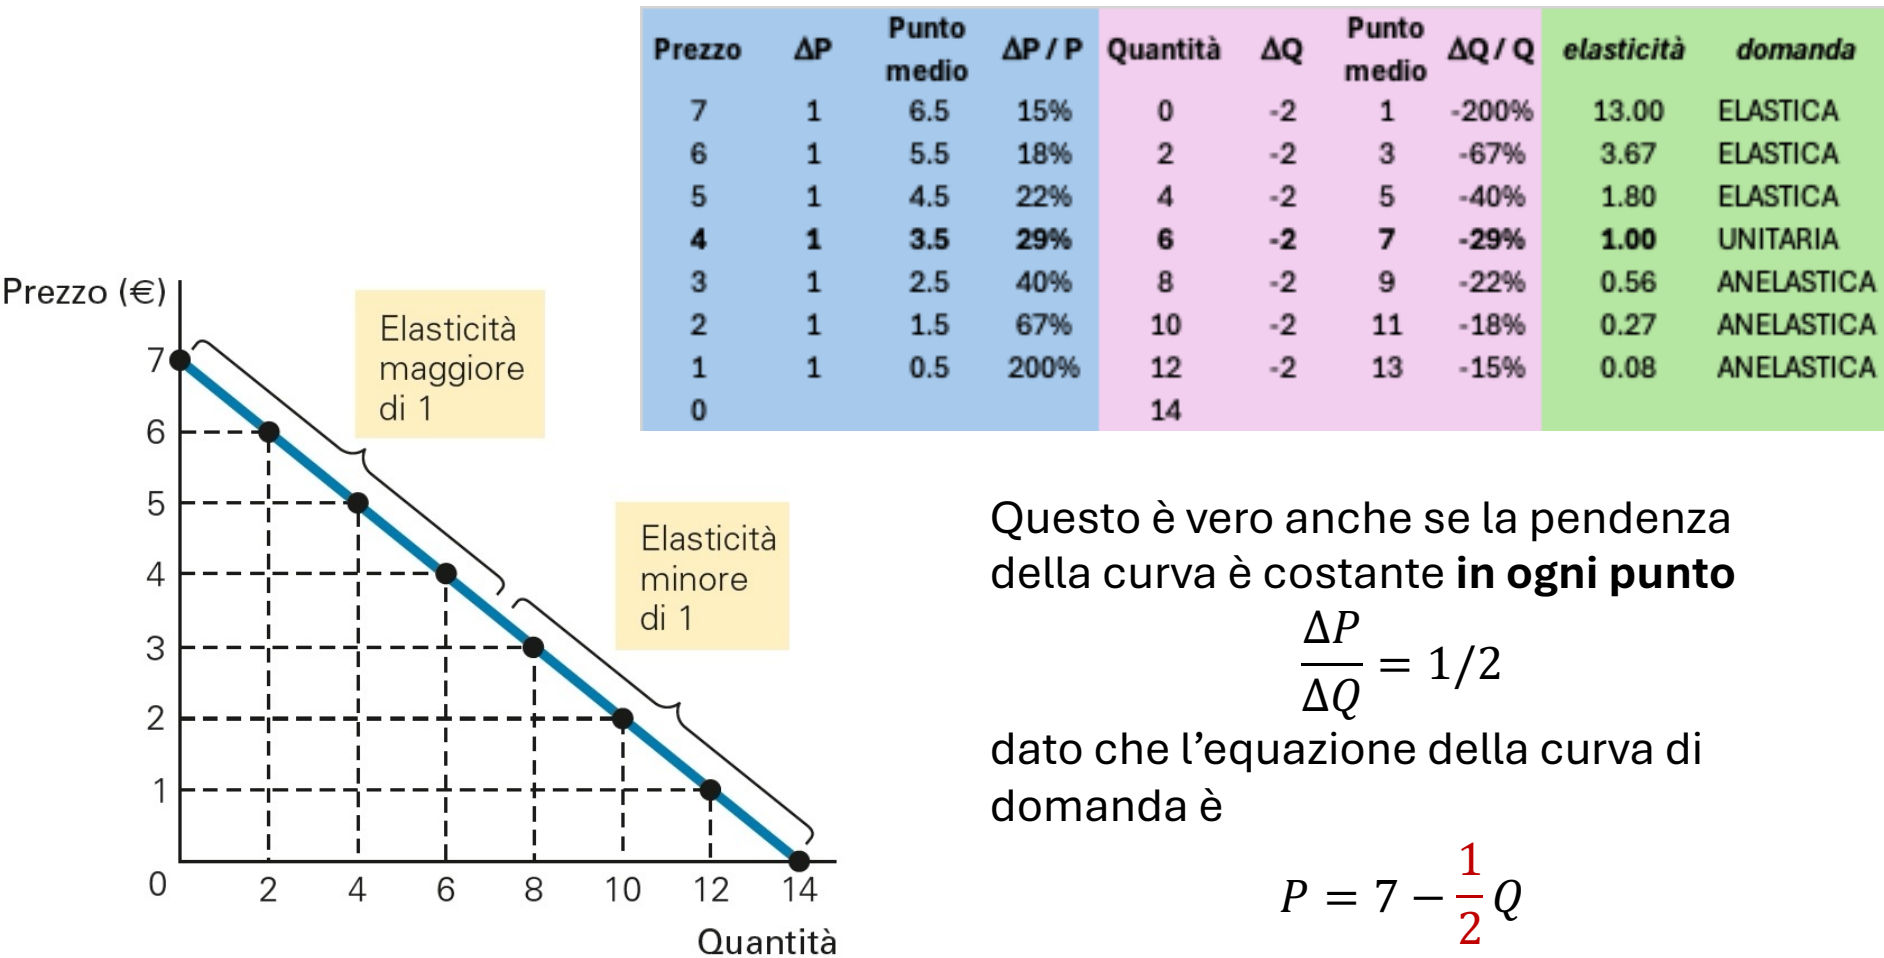 Prezzo ΔP Punto medio ΔP / P Quantità ΔQ Punto medio ΔQ / Q elasticità domanda
7 1 6.5 15% 0 -2 1 -200% 13.00 ELASTICA
6 1 5.5 18% 2 -2 3 -67% 3.67 ELASTICA
5 1 4.5 22% 4 -2 5 -40% 1.80 ELASTICA
4 1 3.5 29% 6 -2 7 -29% 1.00 UNITARIA
3 1 2.5 40% 8 -2 9 -22% 0.56 ANELASTICA
2 1 1.5 67% 10 -2 11 -18% 0.27 ANELASTICA
1 1 0.5 200% 12 -2 13 -15% 0.08 ANELASTICA
0 14
Prezzo (€)
7
6
5
4
3
2
1
0
2 4 6 8 10 12 14
Quantità
Elasticità
maggiore
di 1
Elasticità
minore
di 1
Questo è vero anche se la pendenza
della curva è costante in ogni punto
ΔP/ΔQ = 1/2
dato che l’equazione della curva di
domanda è
P = 7 − 1/2 Q